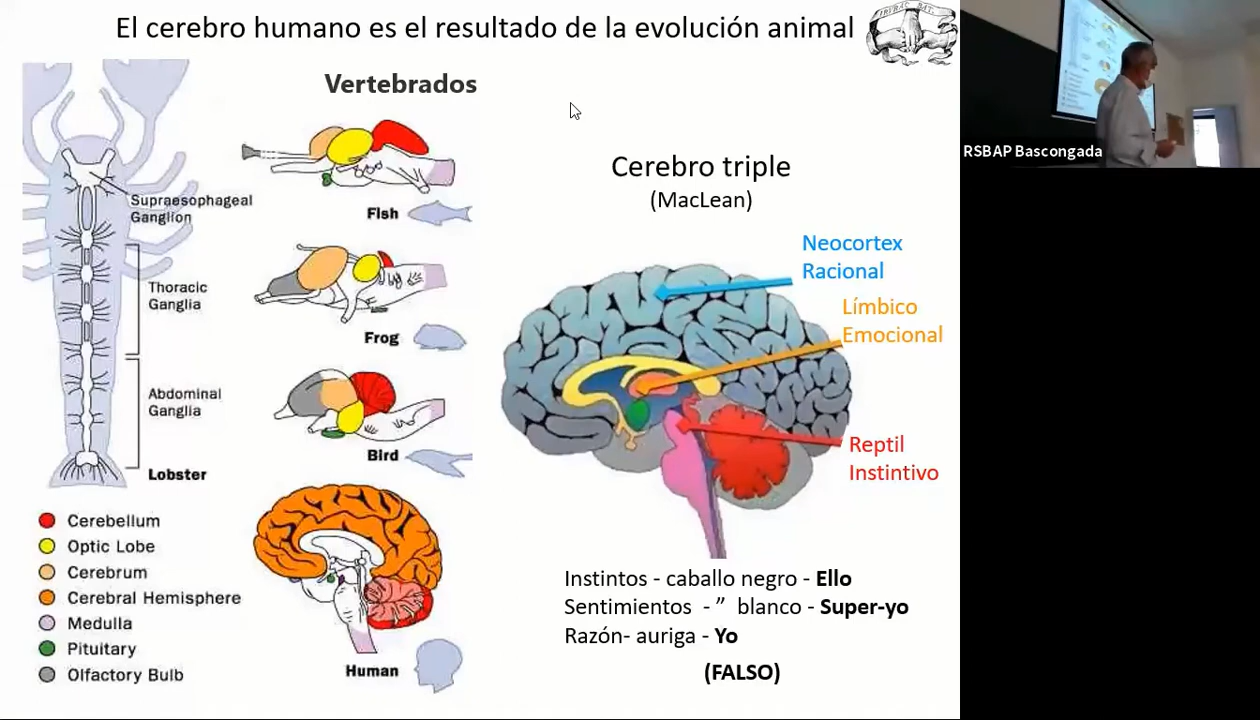 El cerebro humano es el resultado de la evolución animal
IRURAC BAT
Vertebrados
Supraesophageal
Ganglion
Thoracic
Ganglia
Abdominal
Ganglia
Lobster
Fish
Frog
Bird
Human
Cerebellum
Optic Lobe
Cerebrum
Cerebral Hemisphere
Medulla
Pituitary
Olfactory Bulb
Cerebro triple
(MacLean)
Neocortex
Racional
Límbico
Emocional
Reptil
Instintivo
Instintos - caballo negro - Ello
Sentimientos - ” blanco - Super-yo
Razón- auriga - Yo
(FALSO)
RSBAP Bascongada